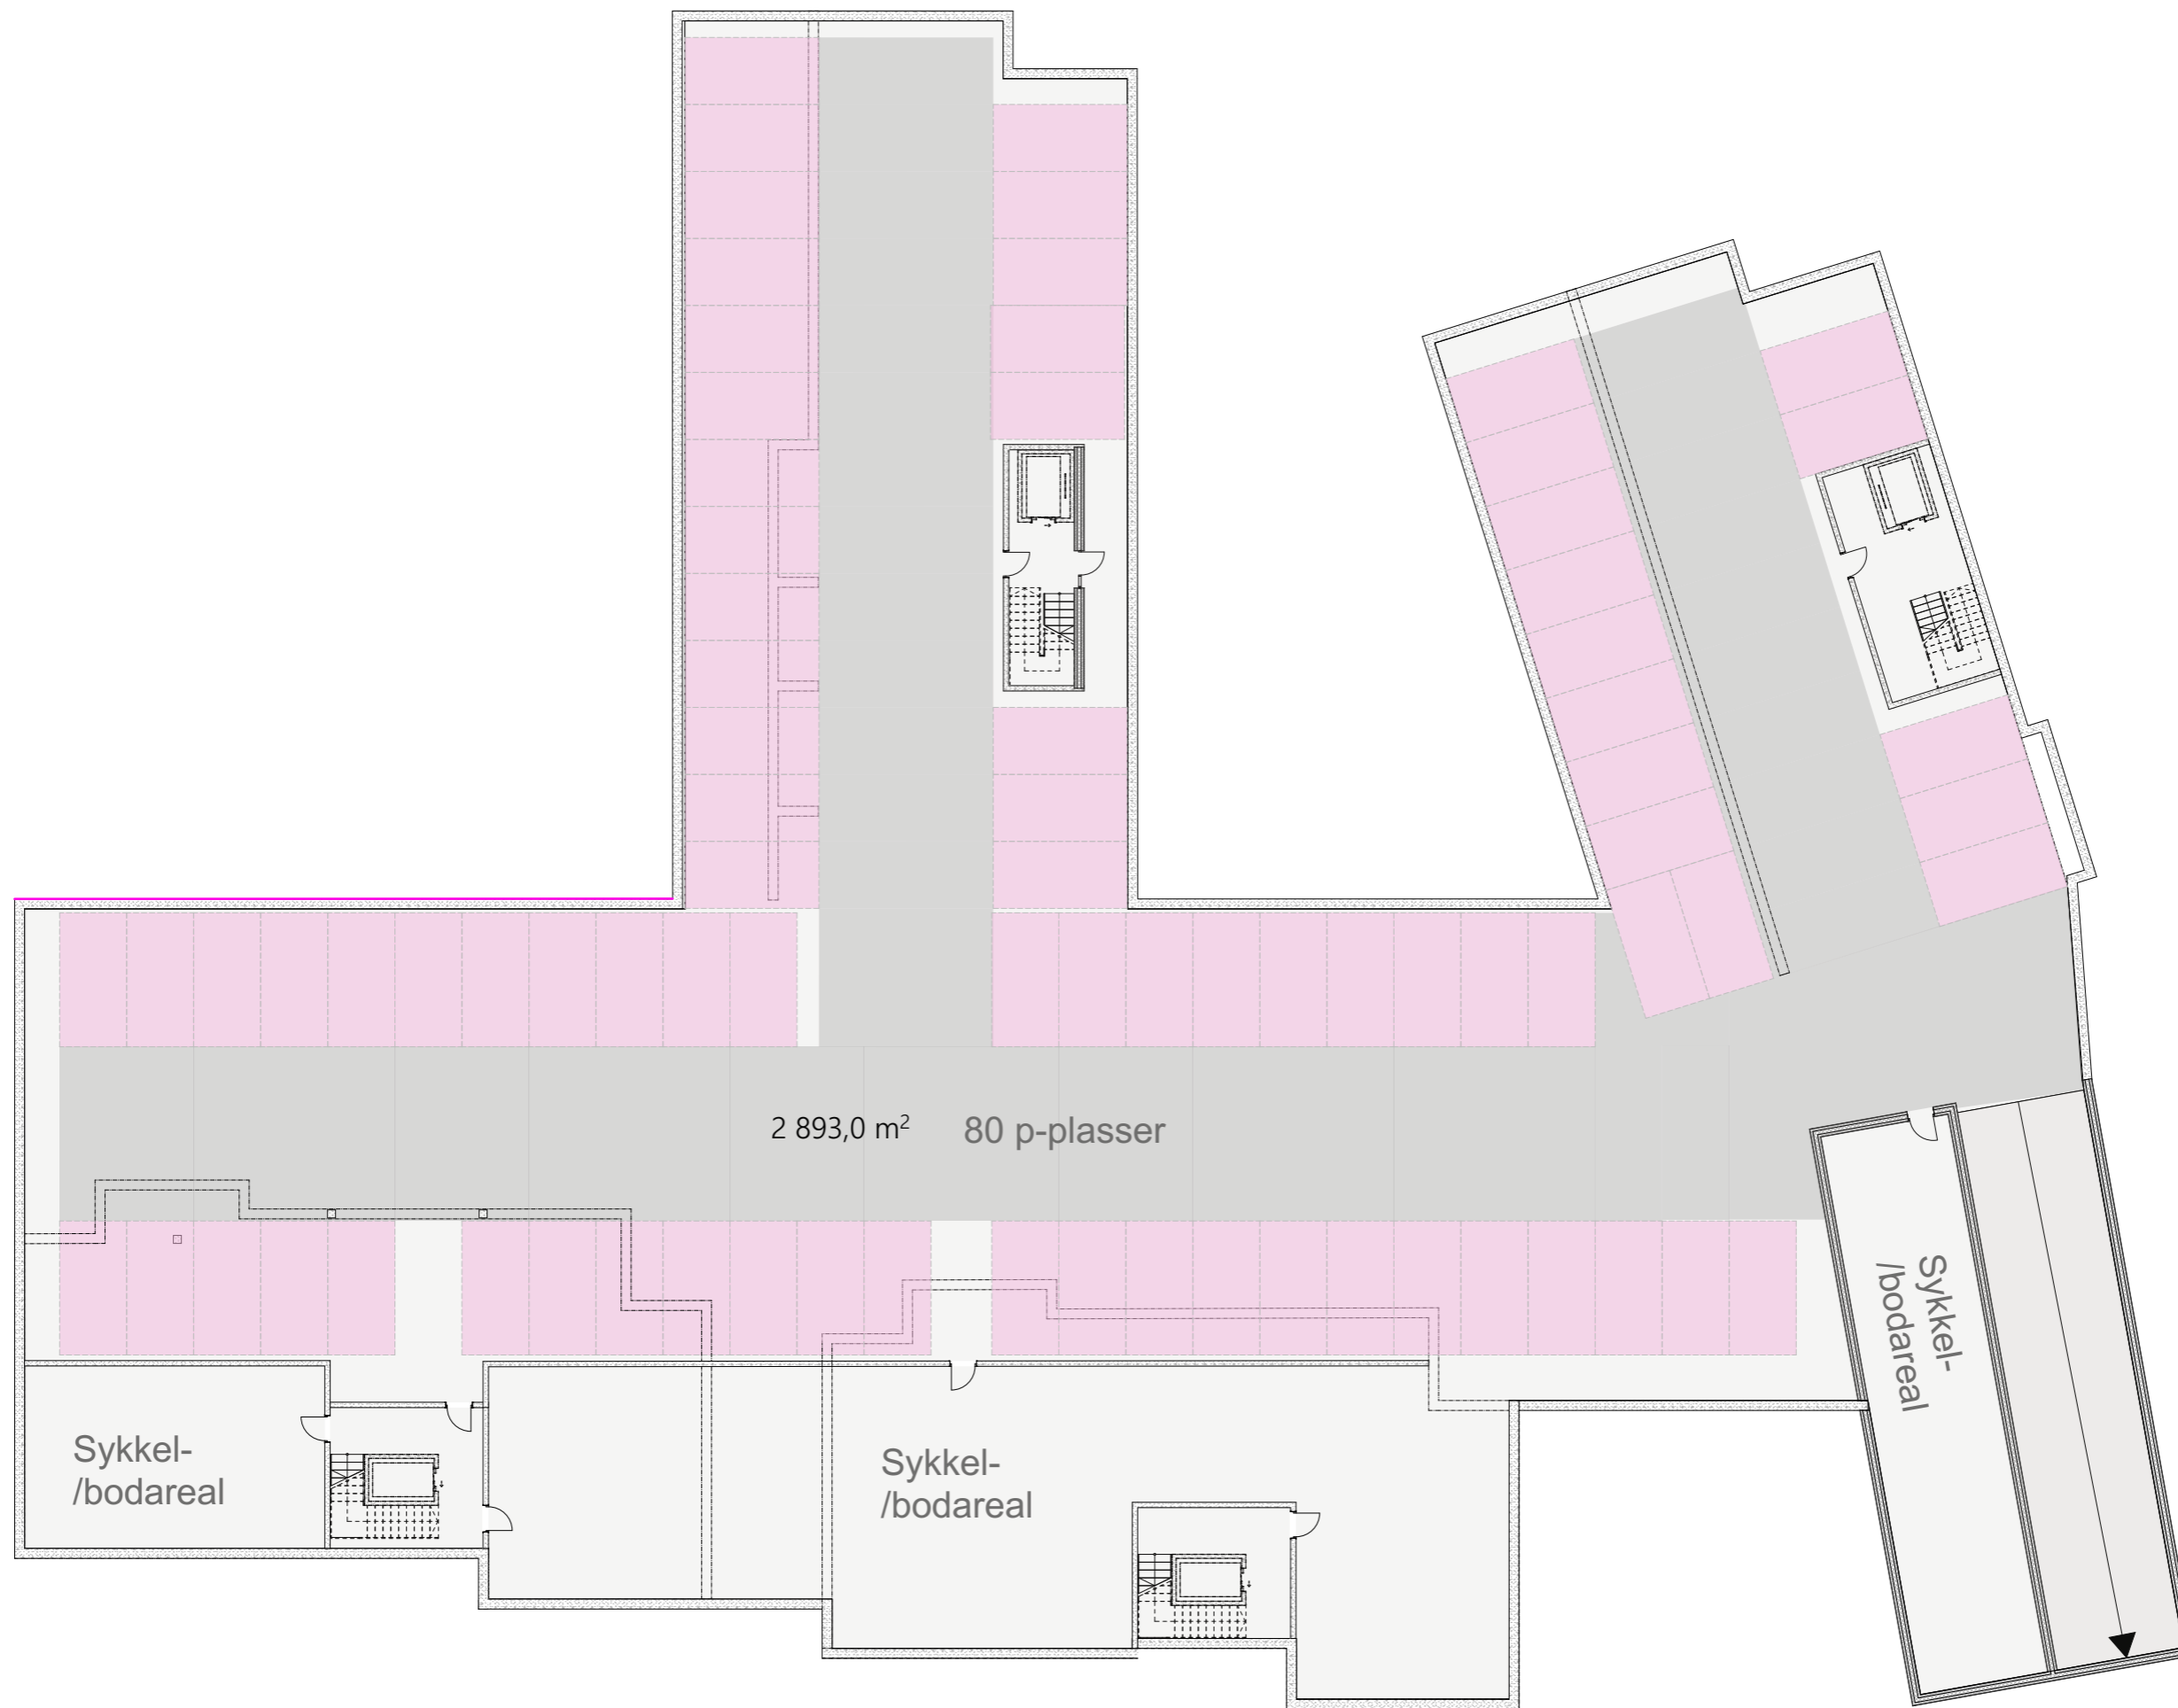 2 893,0 m²
80 p-plasser
Sykkel-
/bodareal
Sykkel-
/bodareal
Sykkel-
/bodareal